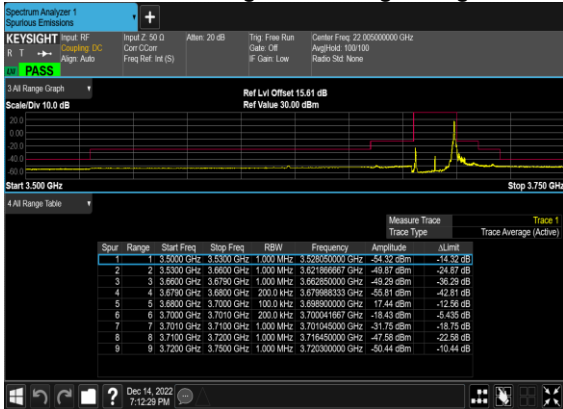 Spectrum Analyzer 1
Spurious Emissions
+
KEYSIGHT Input: RF Input Z: 50 Ω Atten: 20 dB Trig: Free Run Center Freq: 22.005000000 GHz
R T Coupling: DC Corr CCorr Gate: Off Avg|Hold: 100/100
Align: Auto Freq Ref: Int (S) IF Gain: Low Radio Std: None
PASS
3 All Range Graph Ref Lvl Offset 15.61 dB
Scale/Div 10.0 dB Ref Value 30.00 dBm
20.0
0.00
-20.0
-40.0
-60.0
Start 3.500 GHz Stop 3.750 GHz
4 All Range Table
Measure Trace Trace 1
Trace Type Trace Average (Active)
Spur Range Start Freq Stop Freq RBW Frequency Amplitude ΔLimit
1 1 3.5000 GHz 3.5300 GHz 1.000 MHz 3.528050000 GHz -54.32 dBm -14.32 dB
2 2 3.5300 GHz 3.6600 GHz 1.000 MHz 3.621866667 GHz -49.87 dBm -24.87 dB
3 3 3.6600 GHz 3.6790 GHz 1.000 MHz 3.662850000 GHz -49.29 dBm -36.29 dB
4 4 3.6790 GHz 3.6800 GHz 200.0 kHz 3.679988333 GHz -55.81 dBm -42.81 dB
5 5 3.6800 GHz 3.7000 GHz 100.0 kHz 3.698900000 GHz 17.44 dBm -12.56 dB
6 6 3.7000 GHz 3.7010 GHz 200.0 kHz 3.700041667 GHz -18.43 dBm -5.435 dB
7 7 3.7010 GHz 3.7100 GHz 1.000 MHz 3.701045000 GHz -31.75 dBm -18.75 dB
8 8 3.7100 GHz 3.7200 GHz 1.000 MHz 3.716450000 GHz -47.58 dBm -22.58 dB
9 9 3.7200 GHz 3.7500 GHz 1.000 MHz 3.720300000 GHz -50.44 dBm -10.44 dB
? Dec 14, 2022
7:12:29 PM